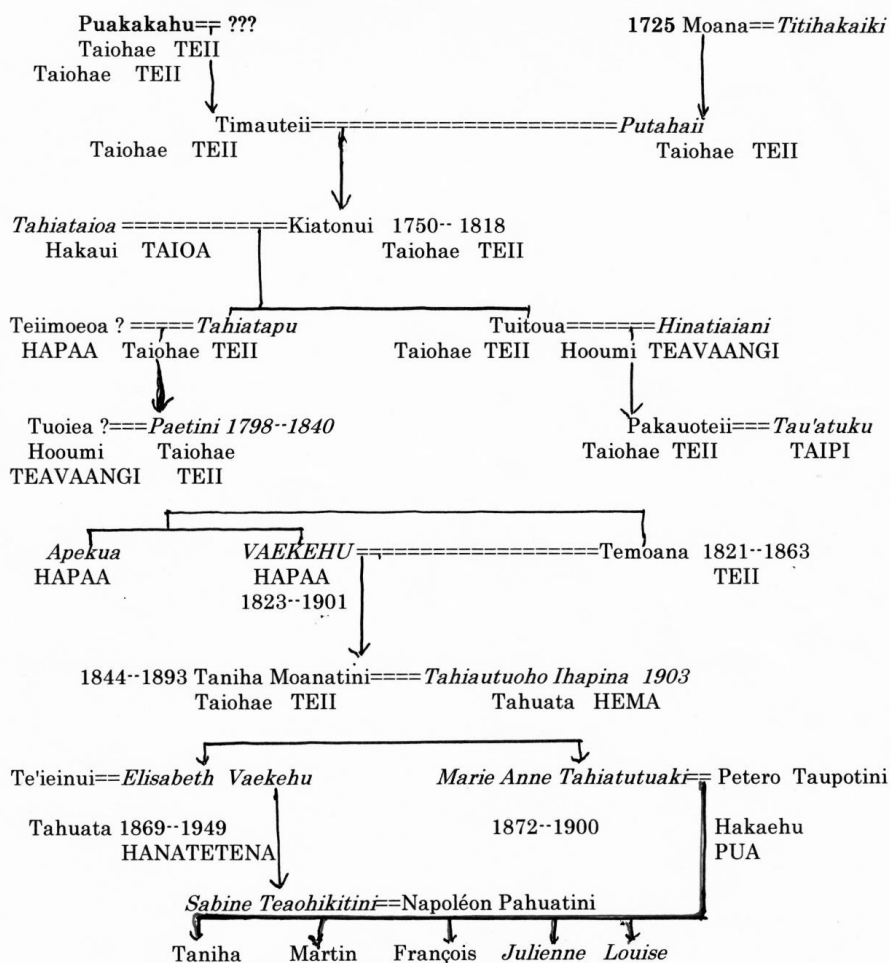 Puakakahu== ??? 1725 Moana==Titihakaiki
Taiohae TEII
Taiohae TEII
Timauteii======================Putahaii
Taiohae TEII Taiohae TEII
Tahiataioa =============Kiatonui 1750-- 1818
Hakaui TAIOA Taiohae TEII
Teiimoeoa ? =====Tahiatapu Tuitoua=======Hinatiaiani
HAPAA Taiohae TEII Taiohae TEII Hooumi TEAVAANGI
Tuoiea ?===Paetini 1798--1840 Pakauoteii===Tau'atuku
Hooumi Taiohae Taiohae TEII TAIPI
TEAVAANGI TEII
Apekua VAEKEHU =================Temoana 1821--1863
HAPAA HAPAA TEII
1823--1901
1844--1893 Taniha Moanatini====Tahiautuoho Ihapina 1903
Taiohae TEII Tahuata HEMA
Te'ieinui==Elisabeth Vaekehu Marie Anne Tahiatutuaki== Petero Taupotini
Tahuata 1869--1949 1872--1900 Hakaehu
HANATETENA PUA
Sabine Teaohikitini==Napoléon Pahuatini
Taniha Martin François Julienne Louise